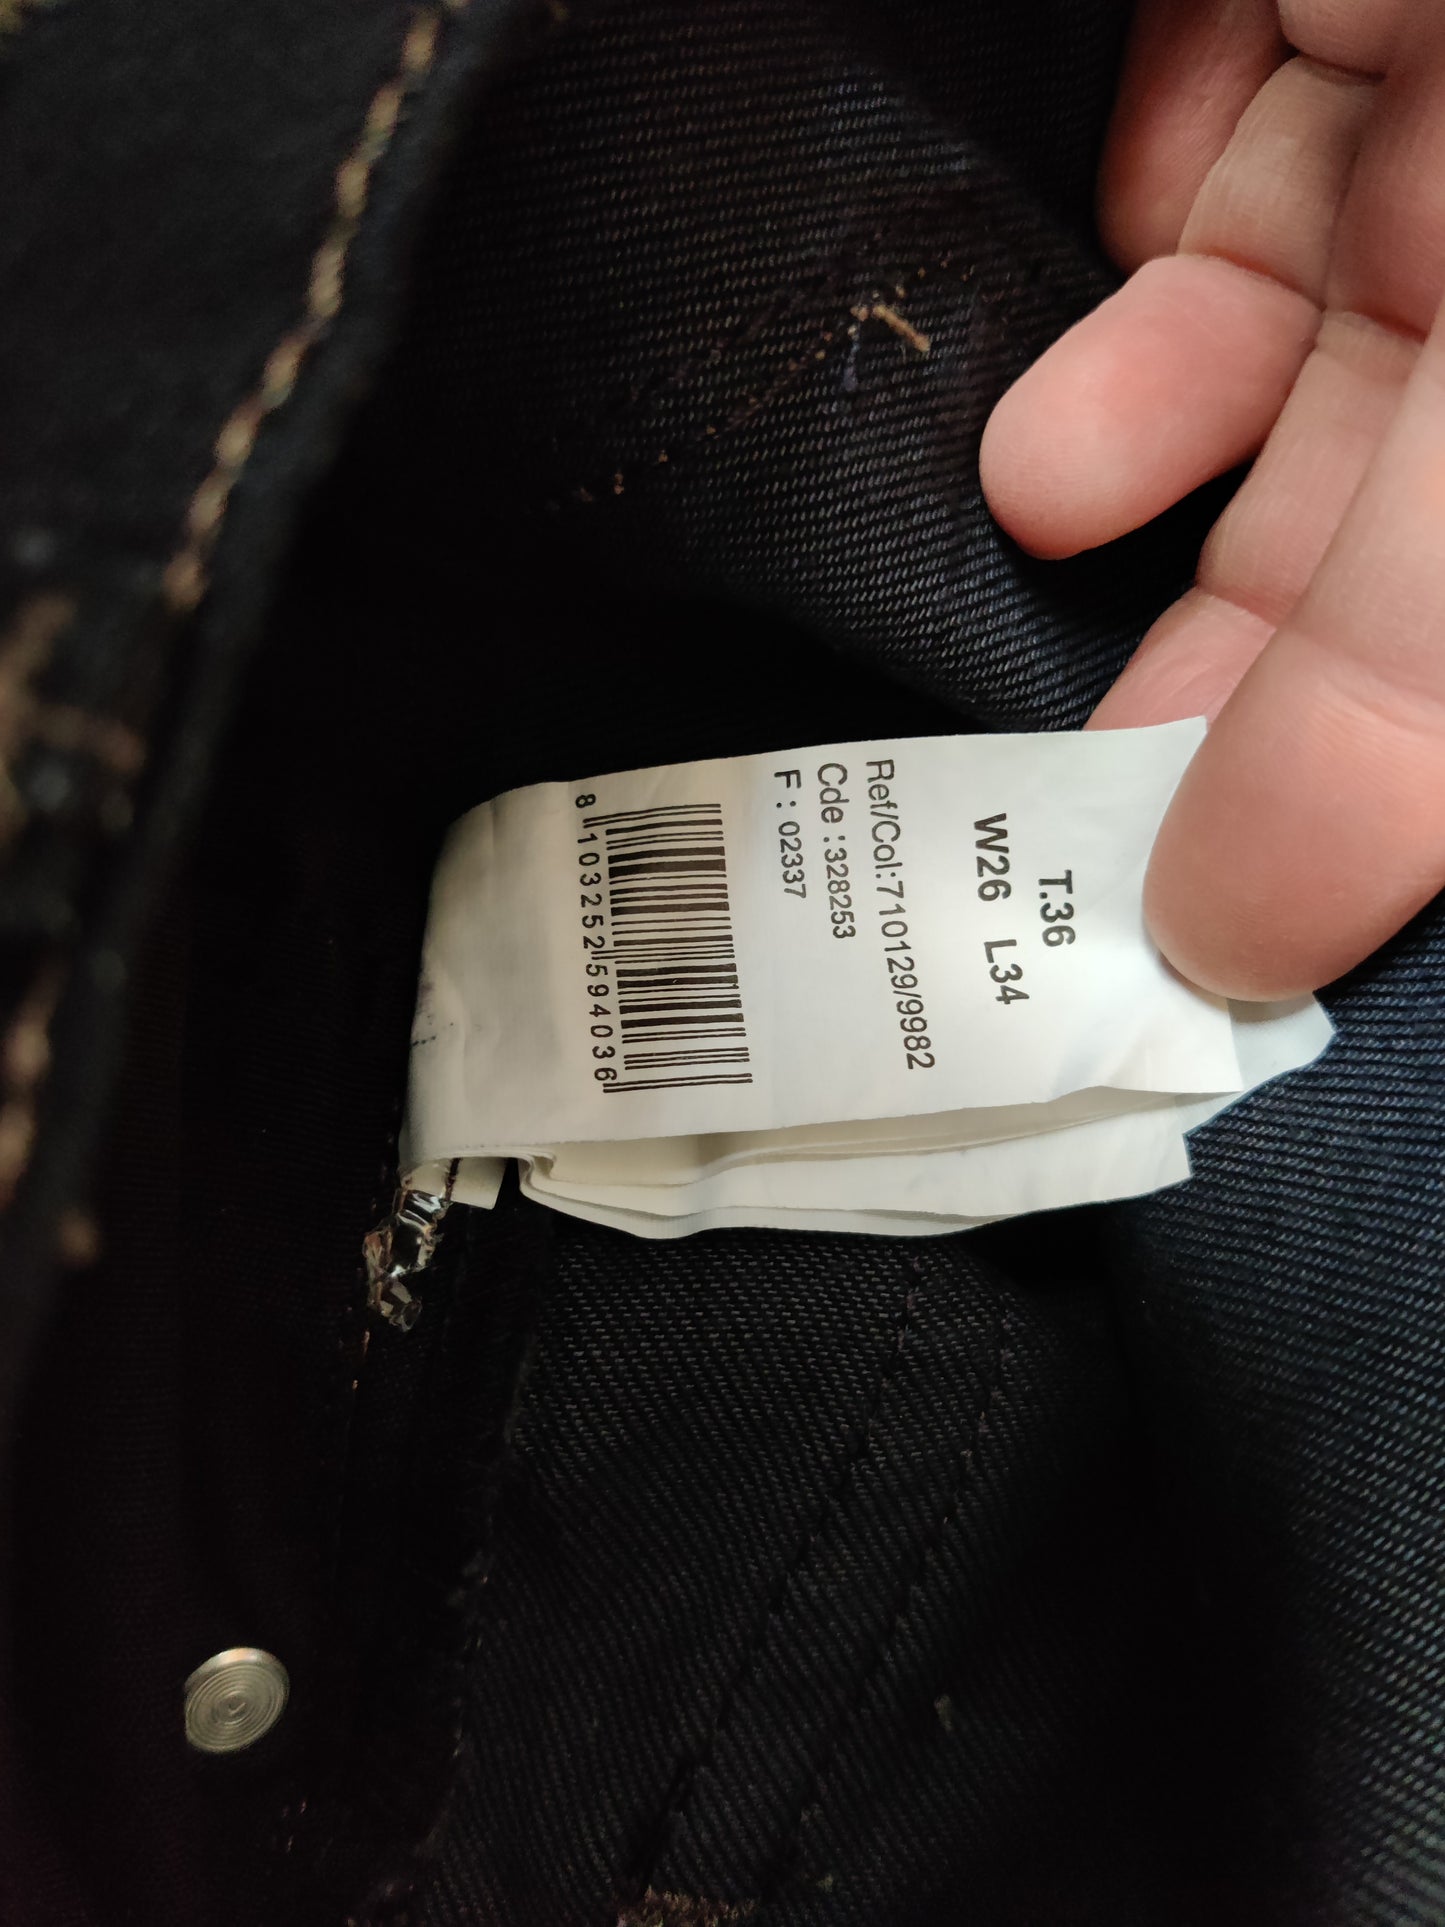 T.36
W26 L34
Ref/Col:710129/9982
Cde :328253
F : 02337
8 103252 594036